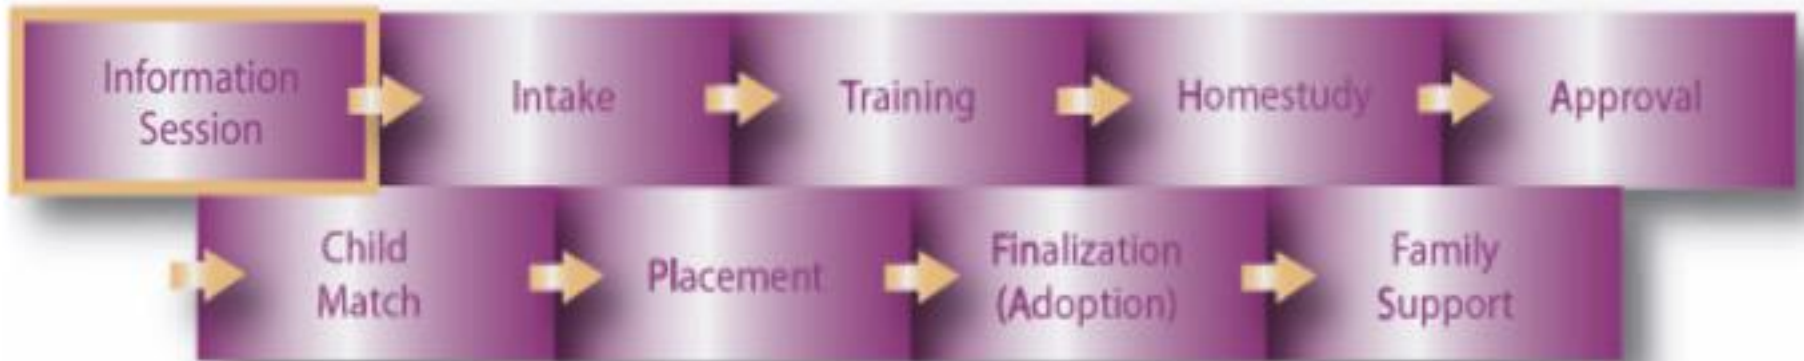 Information
Session
Intake
Training
Homestudy
Approval
Child
Match
Placement
Finalization
(Adoption)
Family
Support